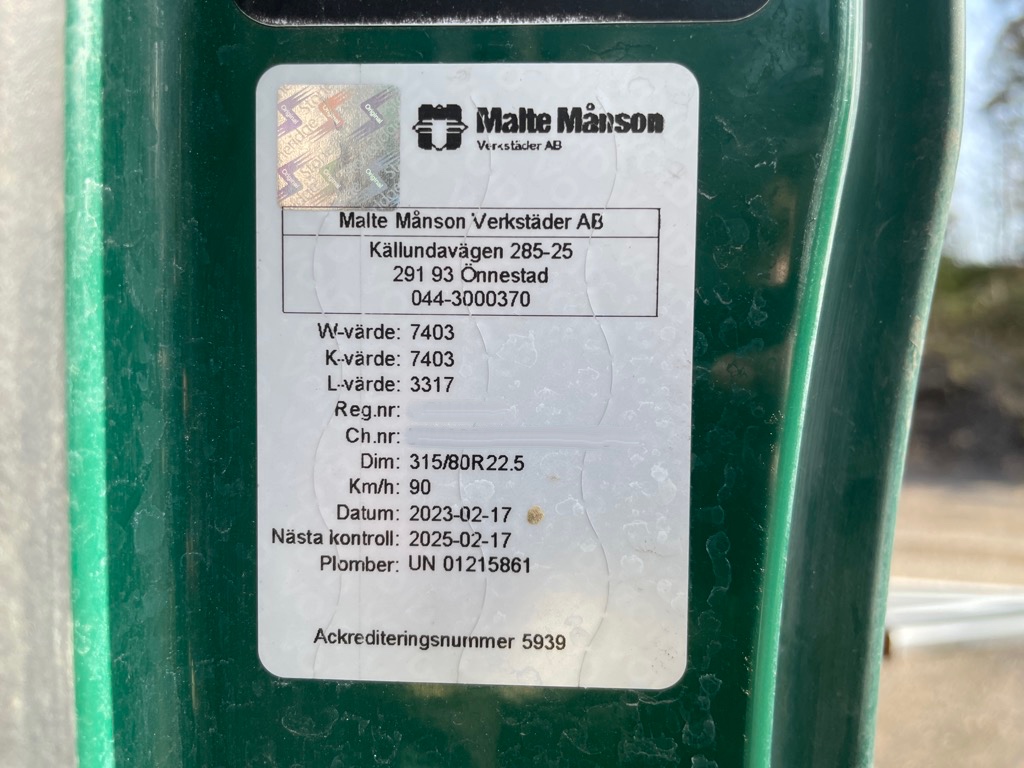 Malte Månson
Verkstäder AB
Malte Månson Verkstäder AB
Källundavägen 285-25
291 93 Önnestad
044-3000370
W-värde: 7403
K-värde: 7403
L-värde: 3317
Reg.nr:
Ch.nr:
Dim: 315/80R22.5
Km/h: 90
Datum: 2023-02-17
Nästa kontroll: 2025-02-17
Plomber: UN 01215861
Ackrediteringsnummer 5939